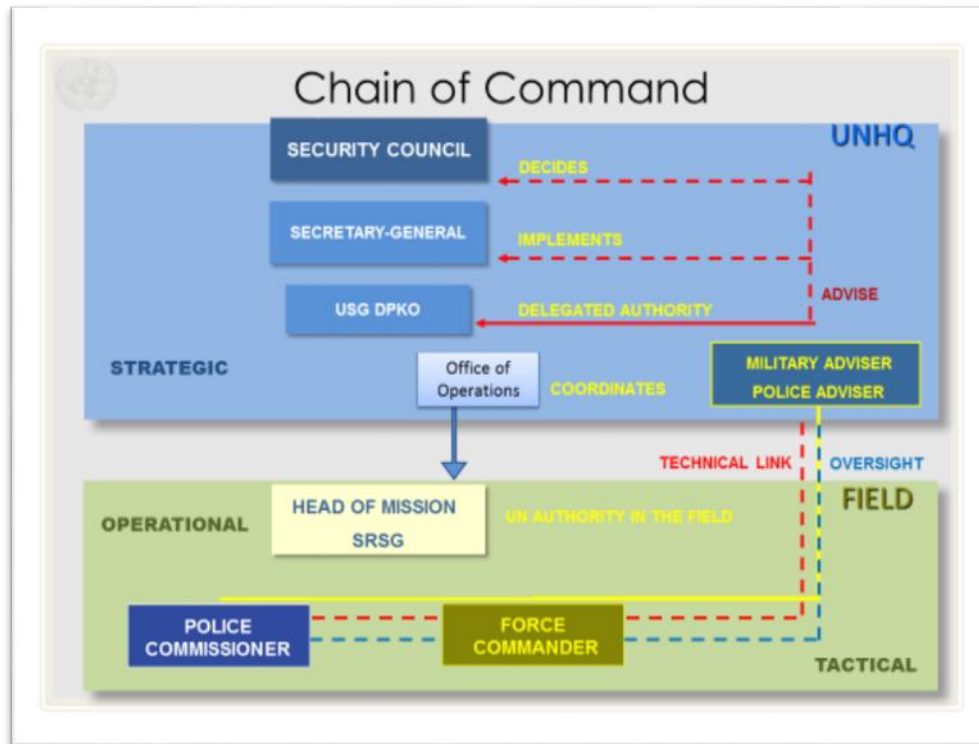 Chain of Command
UNHQ
SECURITY COUNCIL
DECIDES
SECRETARY-GENERAL
IMPLEMENTS
ADVISE
USG DPKO
DELEGATED AUTHORITY
STRATEGIC
Office of
Operations
COORDINATES
MILITARY ADVISER
POLICE ADVISER
TECHNICAL LINK
OVERSIGHT
FIELD
OPERATIONAL
HEAD OF MISSION
SRSG
UN AUTHORITY IN THE FIELD
POLICE
COMMISSIONER
FORCE
COMMANDER
TACTICAL